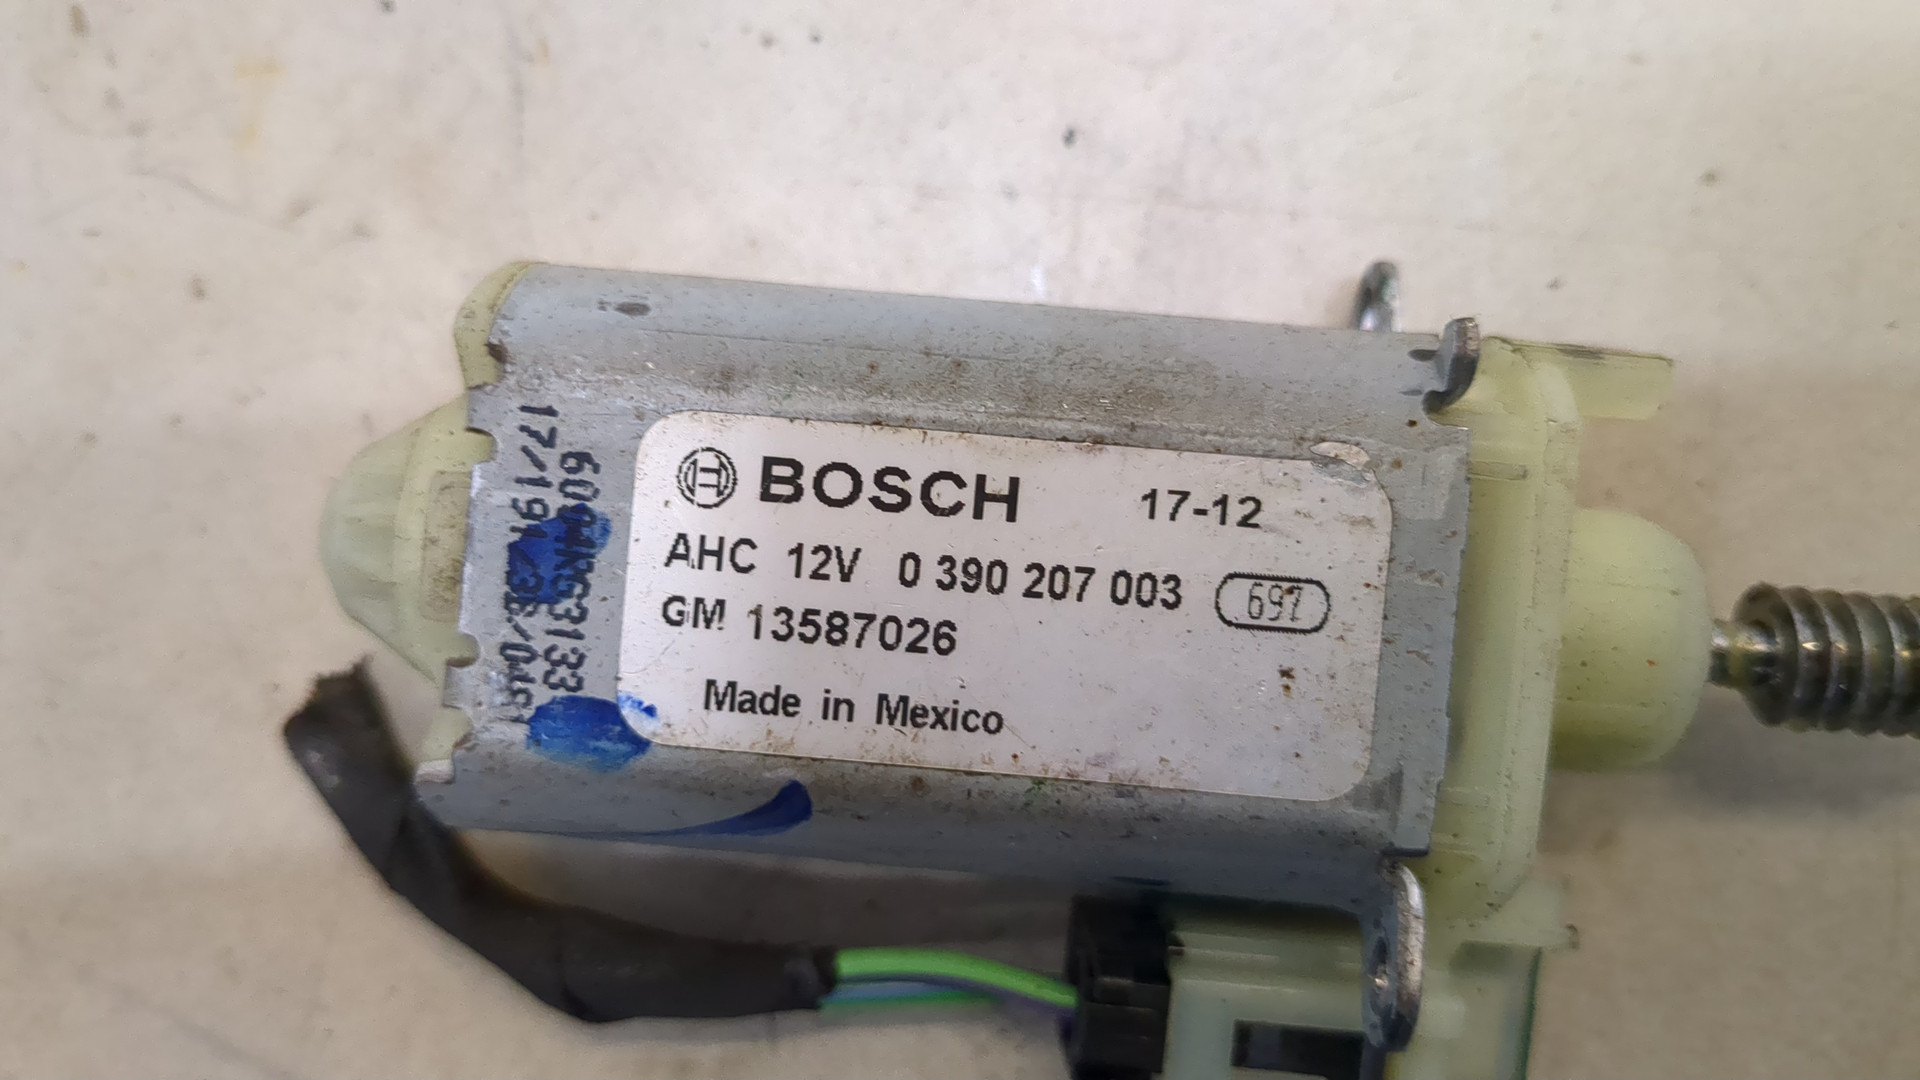 BOSCH 17-12
AHC 12V 0 390 207 003 697
GM 13587026
Made in Mexico